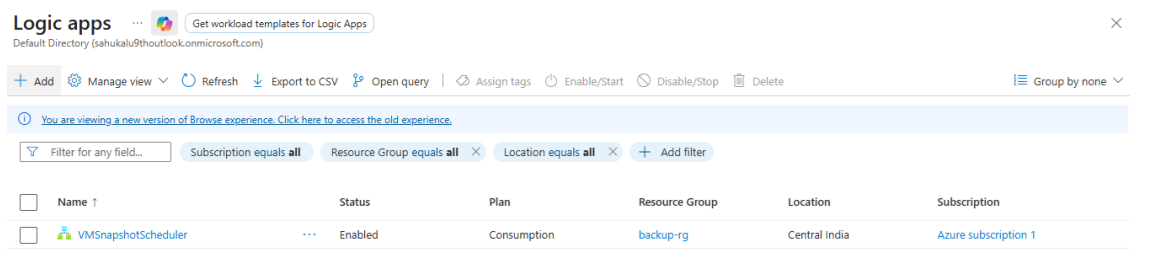 Logic apps ... Get workload templates for Logic Apps
Default Directory (sahukalu9thoutlook.onmicrosoft.com)
Add Manage view Refresh Export to CSV Open query Assign tags Enable/Start Disable/Stop Delete Group by none
You are viewing a new version of Browse experience. Click here to access the old experience.
Filter for any field... Subscription equals all Resource Group equals all Location equals all Add filter
Name ↑ Status Plan Resource Group Location Subscription
VMSnapshotScheduler ... Enabled Consumption backup-rg Central India Azure subscription 1